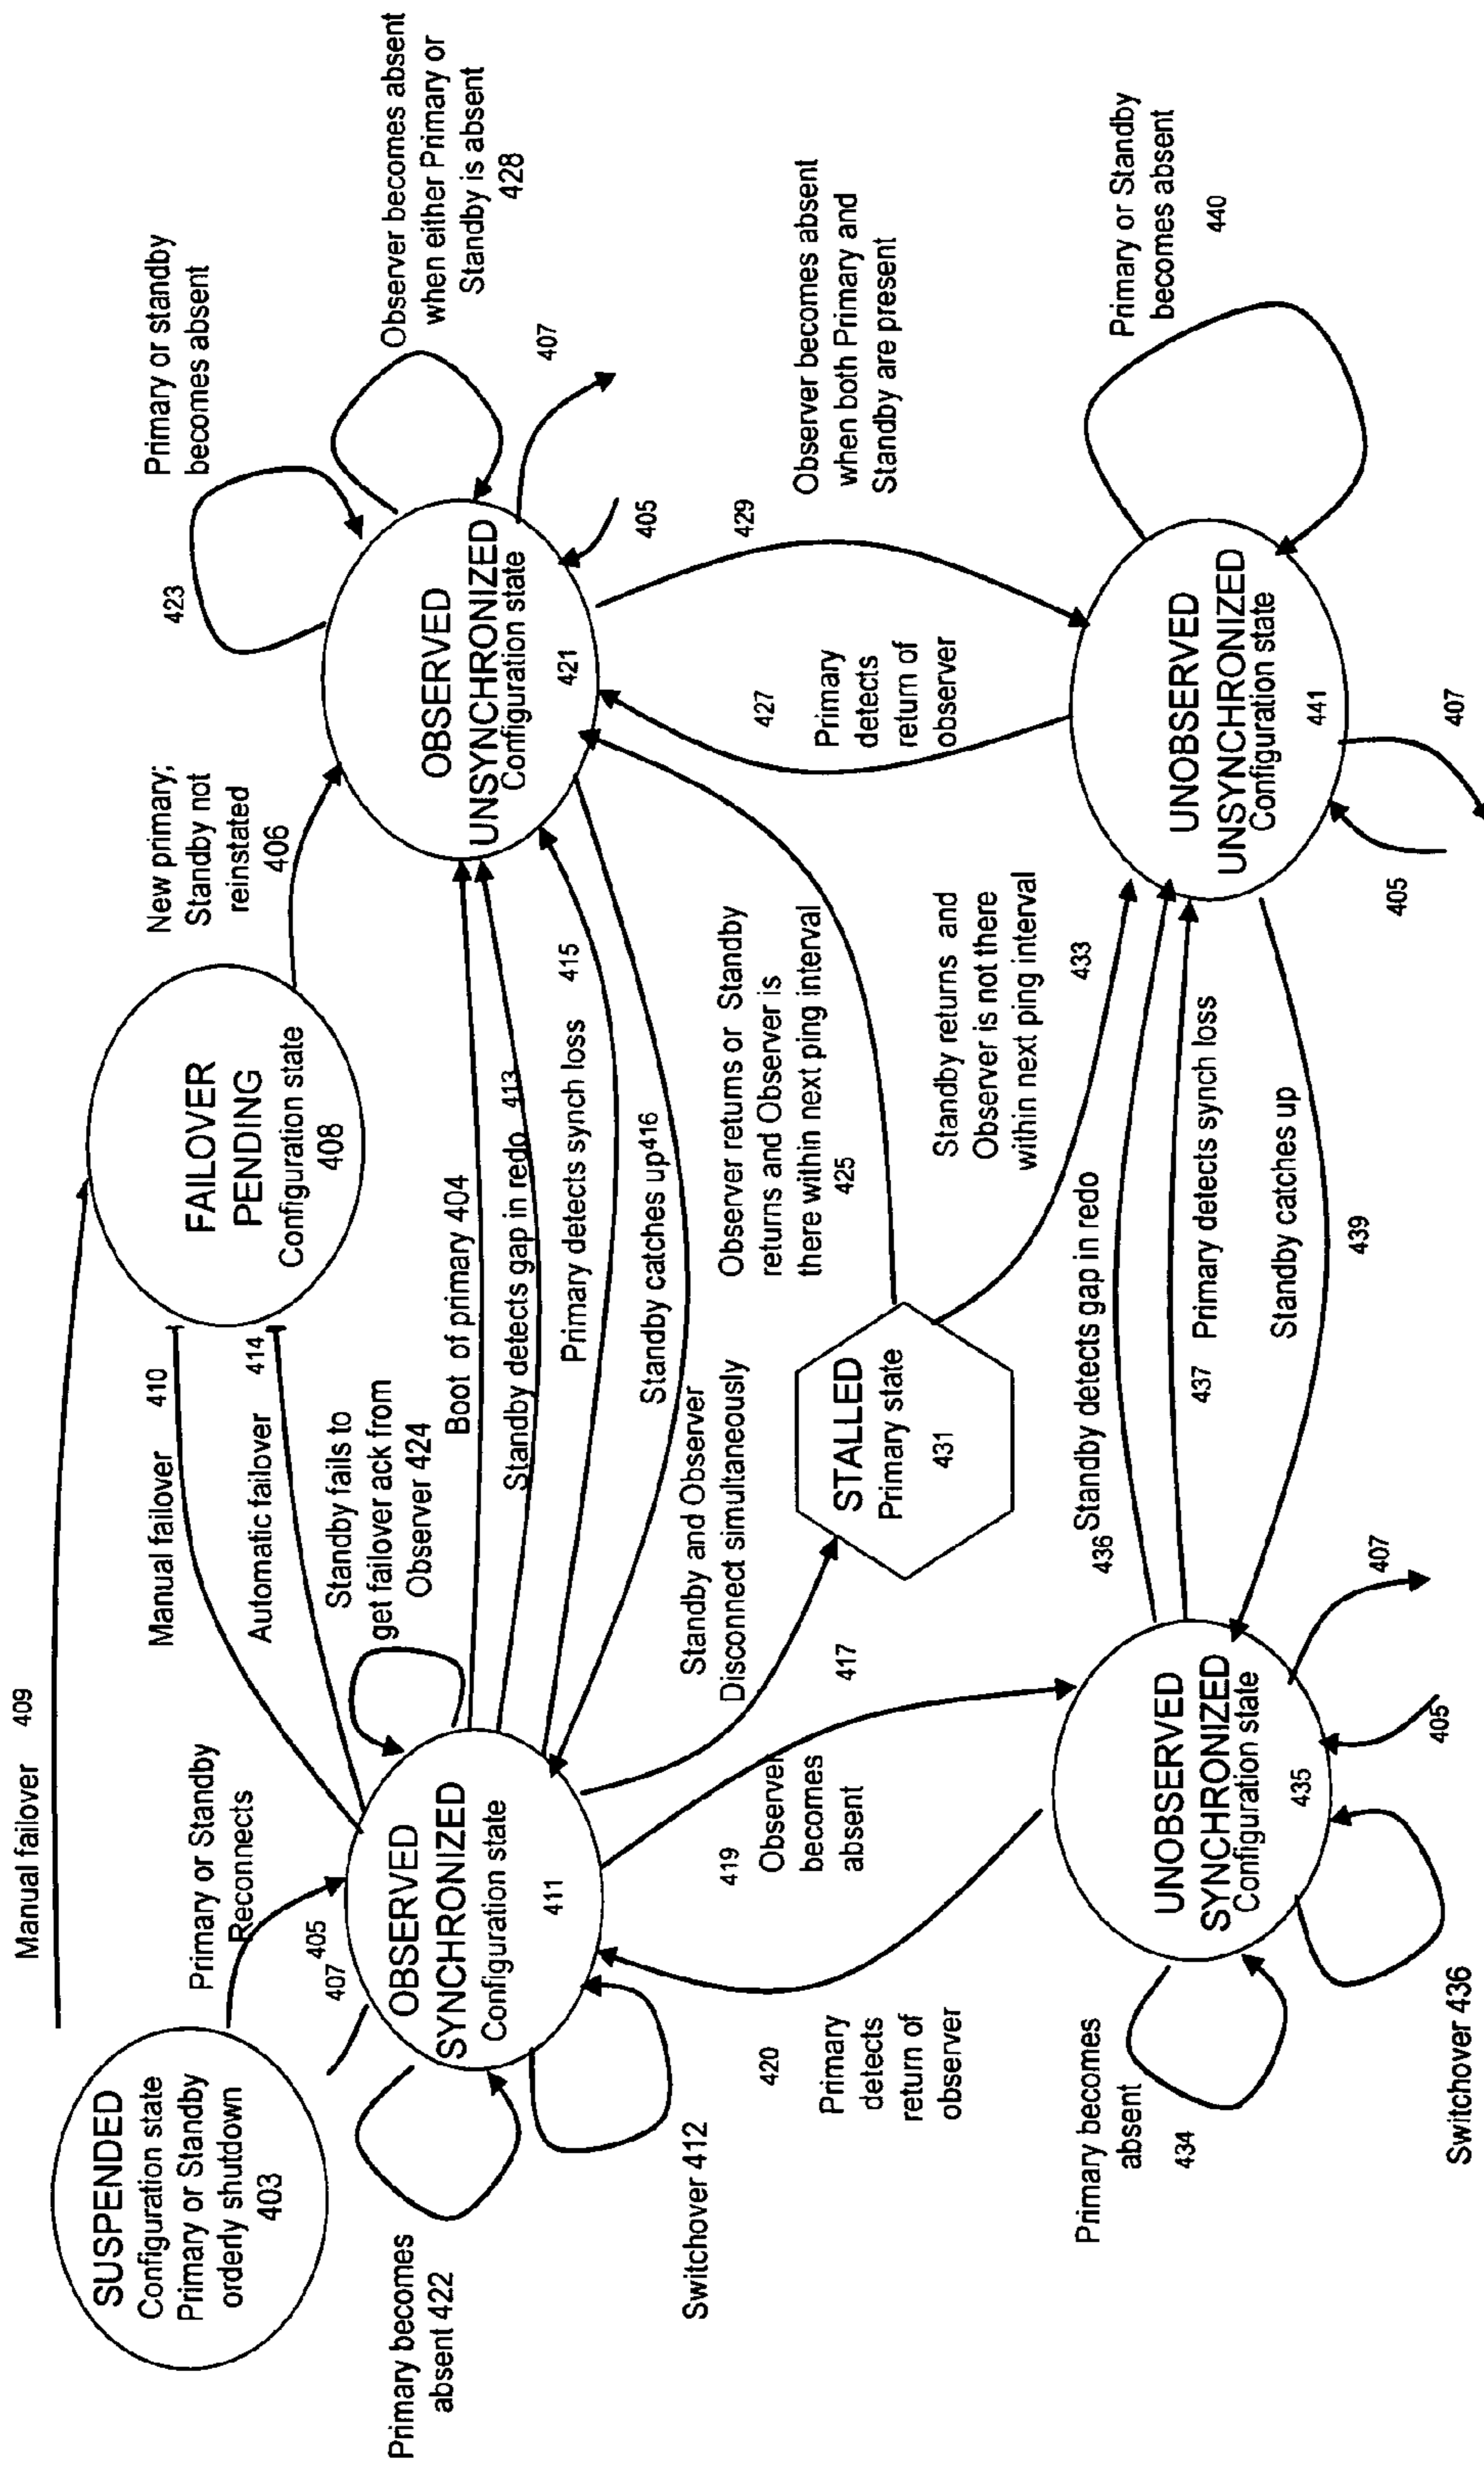 Manual failover 409
SUSPENDED
Configuration state
Primary or Standby
orderly shutdown
403
Primary or Standby
Reconnects
405
407
Manual failover 410
Automatic failover 414
FAILOVER
PENDING
Configuration state
408
New primary;
Standby not
reinstated
406
Primary or standby
becomes absent
423
Observer becomes absent
when either Primary or
Standby is absent
428
407
405
OBSERVED
UNSYNCHRONIZED
Configuration state
421
Standby fails to
get failover ack from
Observer 424
Boot of primary 404
Standby detects gap in redo 413
Primary detects synch loss 415
Standby catches up 416
OBSERVED
SYNCHRONIZED
Configuration state
411
Primary becomes
absent 422
Switchover 412
Standby and Observer
Disconnect simultaneously
417
Observer returns or Standby
returns and Observer is
there within next ping interval
425
STALLED
Primary state
431
Standby returns and
Observer is not there
within next ping interval
433
419 Observer
becomes
absent
420 Primary
detects
return of
observer
427 Primary
detects
return of
observer
429
Observer becomes absent
when both Primary and
Standby are present
Primary or Standby
becomes absent
440
UNOBSERVED
UNSYNCHRONIZED
Configuration state
441
405
407
436 Standby detects gap in redo
437 Primary detects synch loss
Standby catches up
439
UNOBSERVED
SYNCHRONIZED
Configuration state
435
407
405
Primary becomes
absent
434
Switchover 436